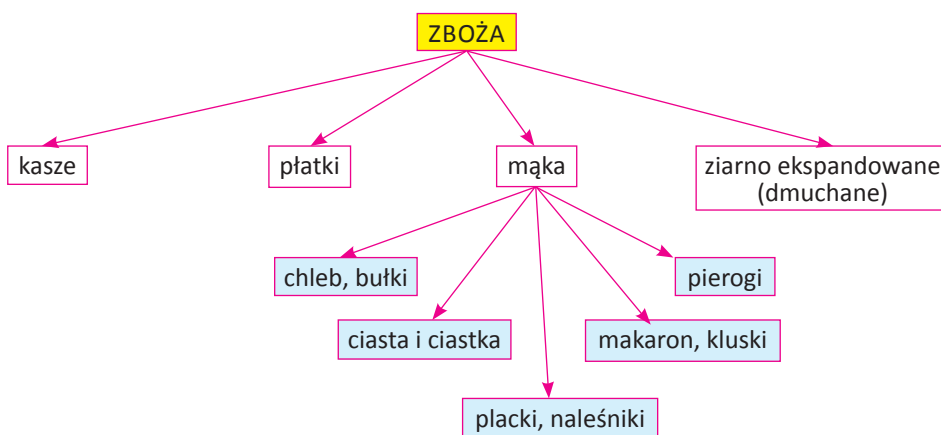 ZBOŻA
kasze
płatki
mąka
ziarno ekspandowane
(dmuchane)
chleb, bułki
pierogi
ciasta i ciastka
makaron, kluski
placki, naleśniki